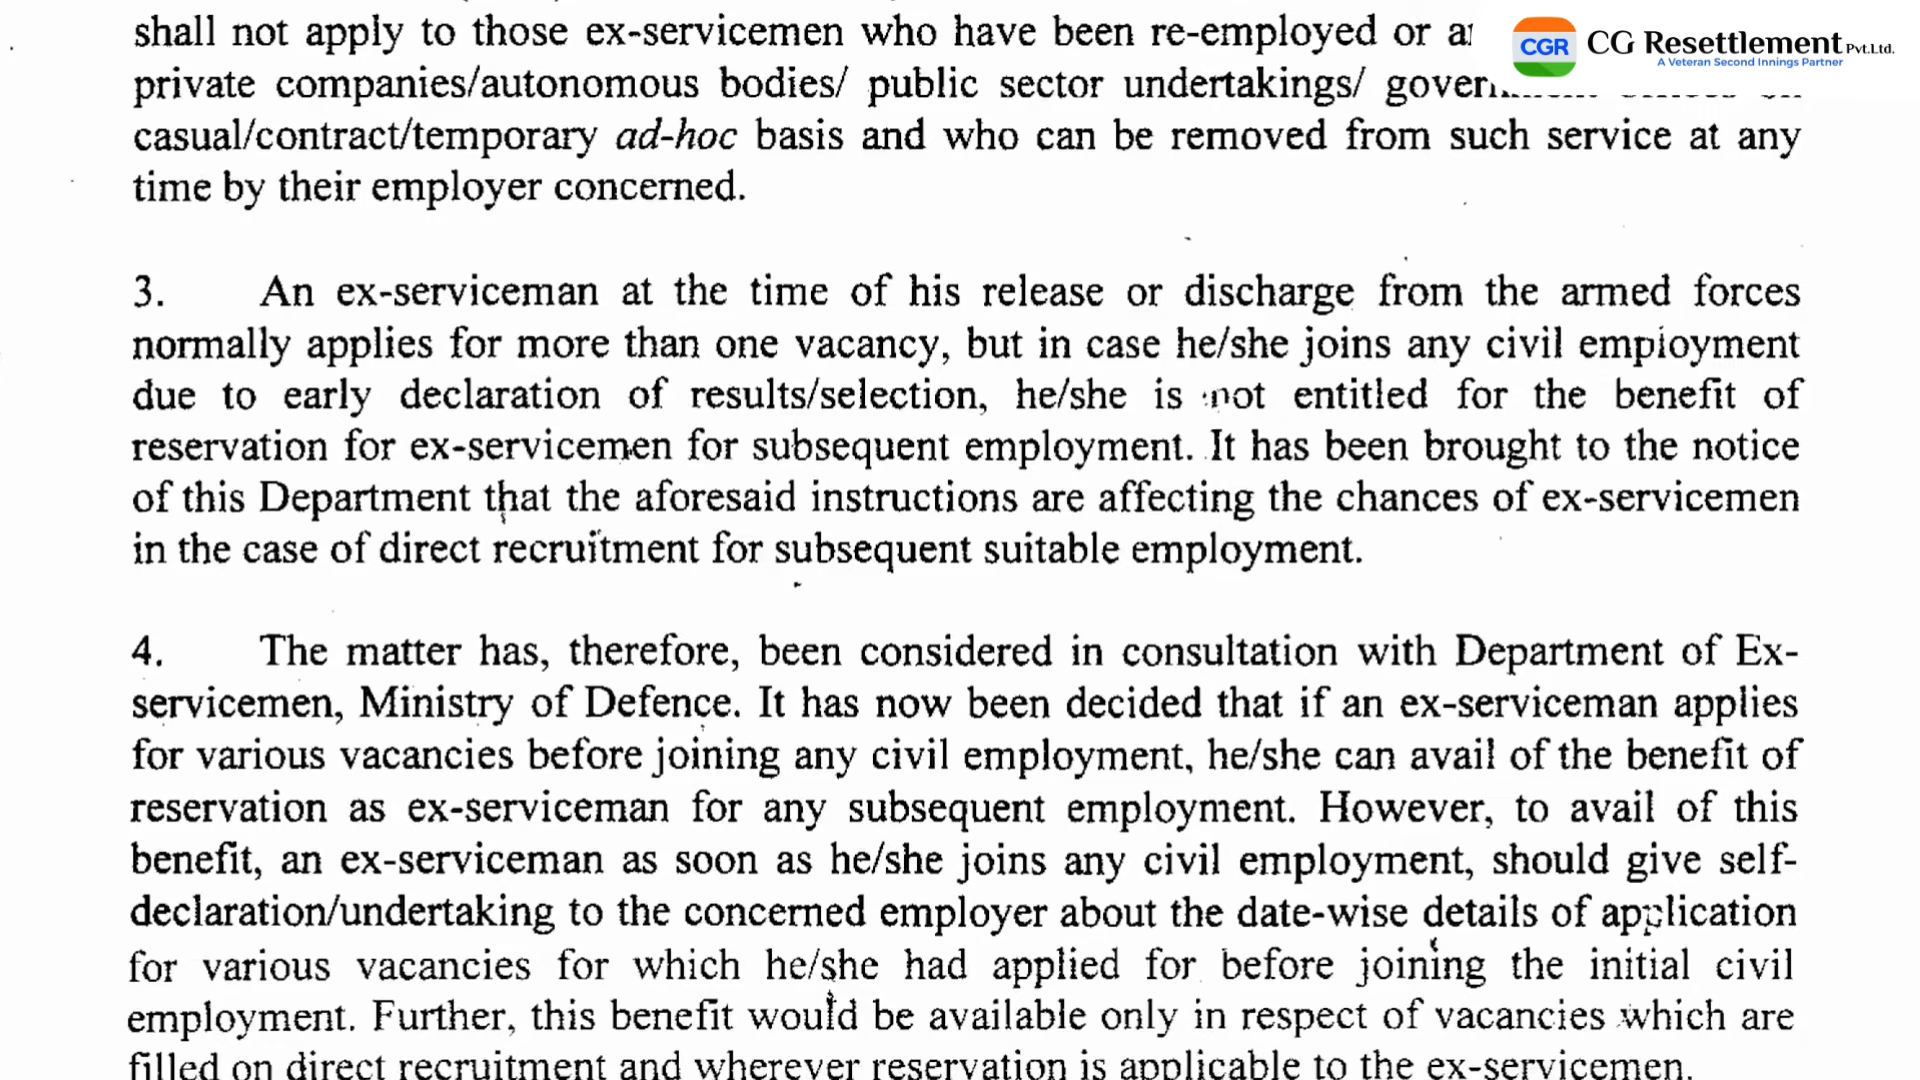 shall not apply to those ex-servicemen who have been re-employed or
private companies/autonomous bodies/ public sector undertakings/
casual/contract/temporary ad-hoc basis and who can be removed from such service at any
time by their employer concerned.
CGR
CG Resettlement Pvt.Ltd.
A Veteran Second Innings Partner
3. An ex-serviceman at the time of his release or discharge from the armed forces
normally applies for more than one vacancy, but in case he/she joins any civil employment
due to early declaration of results/selection, he/she is not entitled for the benefit of
reservation for ex-servicemen for subsequent employment. It has been brought to the notice
of this Department that the aforesaid instructions are affecting the chances of ex-servicemen
in the case of direct recruitment for subsequent suitable employment.
4. The matter has, therefore, been considered in consultation with Department of Ex-
servicemen, Ministry of Defence. It has now been decided that if an ex-serviceman applies
for various vacancies before joining any civil employment, he/she can avail of the benefit of
reservation as ex-serviceman for any subsequent employment. However, to avail of this
benefit, an ex-serviceman as soon as he/she joins any civil employment, should give self-
declaration/undertaking to the concerned employer about the date-wise details of application
for various vacancies for which he/she had applied for before joining the initial civil
employment. Further, this benefit would be available only in respect of vacancies which are
filled on direct recruitment and wherever reservation is applicable to the ex-servicemen.